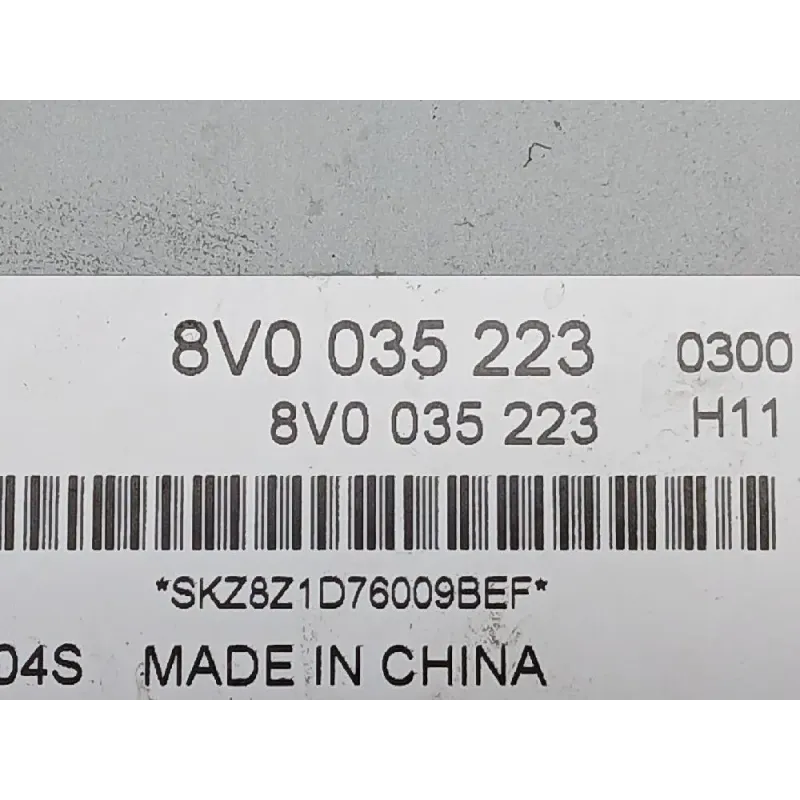 8V0 035 223 0300
8V0 035 223 H11
*SKZ8Z1D76009BEF*
04S MADE IN CHINA